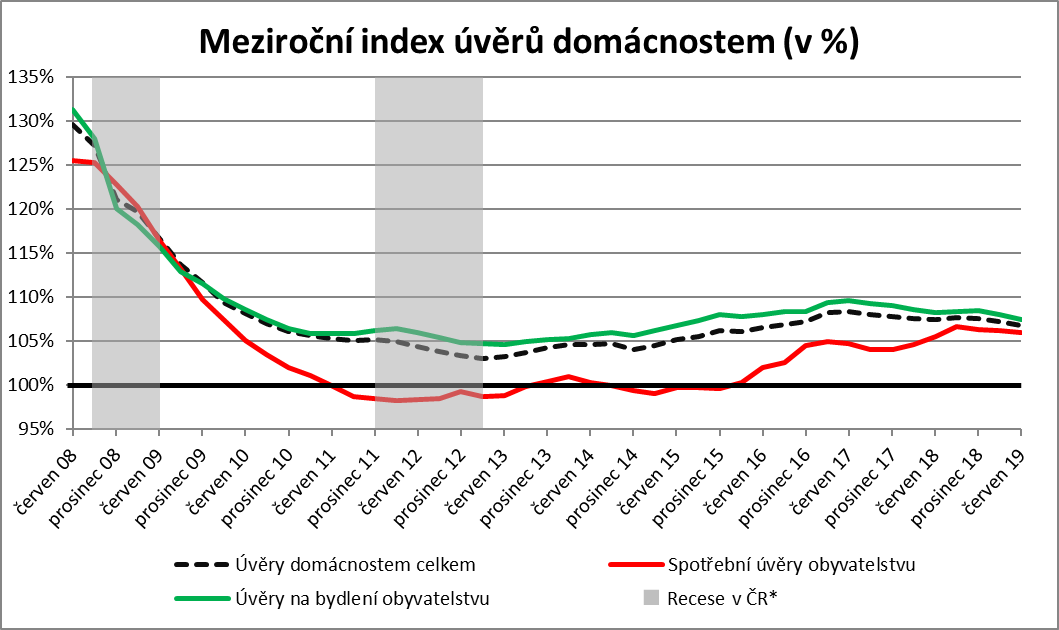 Meziroční index úvěrů domácnostem (v %)
135%
130%
125%
120%
115%
110%
105%
100%
95%
červen 08
prosinec 08
červen 09
prosinec 09
červen 10
prosinec 10
červen 11
prosinec 11
červen 12
prosinec 12
červen 13
prosinec 13
červen 14
prosinec 14
červen 15
prosinec 15
červen 16
prosinec 16
červen 17
prosinec 17
červen 18
prosinec 18
červen 19
Úvěry domácnostem celkem
Spotřební úvěry obyvatelstvu
Úvěry na bydlení obyvatelstvu
Recese v ČR*